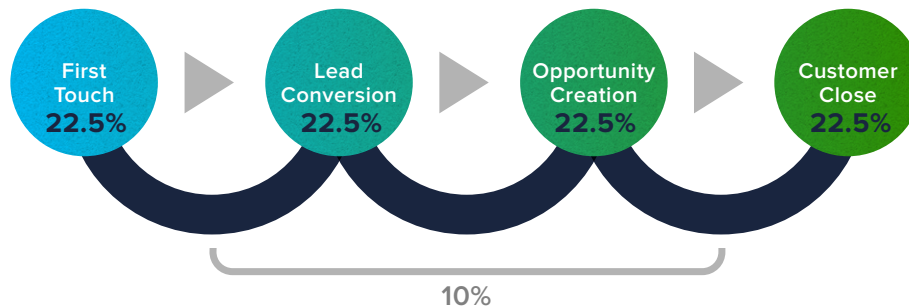 First
Touch
22.5%
Lead
Conversion
22.5%
Opportunity
Creation
22.5%
Customer
Close
22.5%
10%